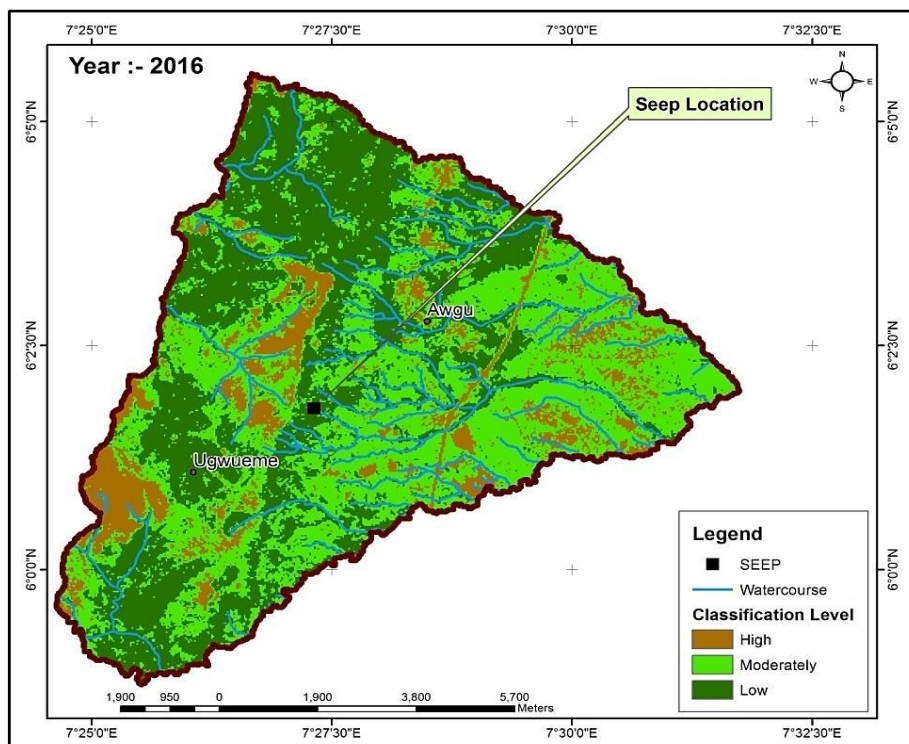 7°25'0"E 7°27'30"E 7°30'0"E 7°32'30"E
Year :- 2016
N
W E
S
Seep Location
6°5'0"N 6°5'0"N
Awgu
6°2'30"N 6°2'30"N
Ugwueme
Legend
SEEP
Watercourse
Classification Level
High
Moderately
Low
6°0'0"N 6°0'0"N
1,900 950 0 1,900 3,800 5,700
Meters
7°25'0"E 7°27'30"E 7°30'0"E 7°32'30"E